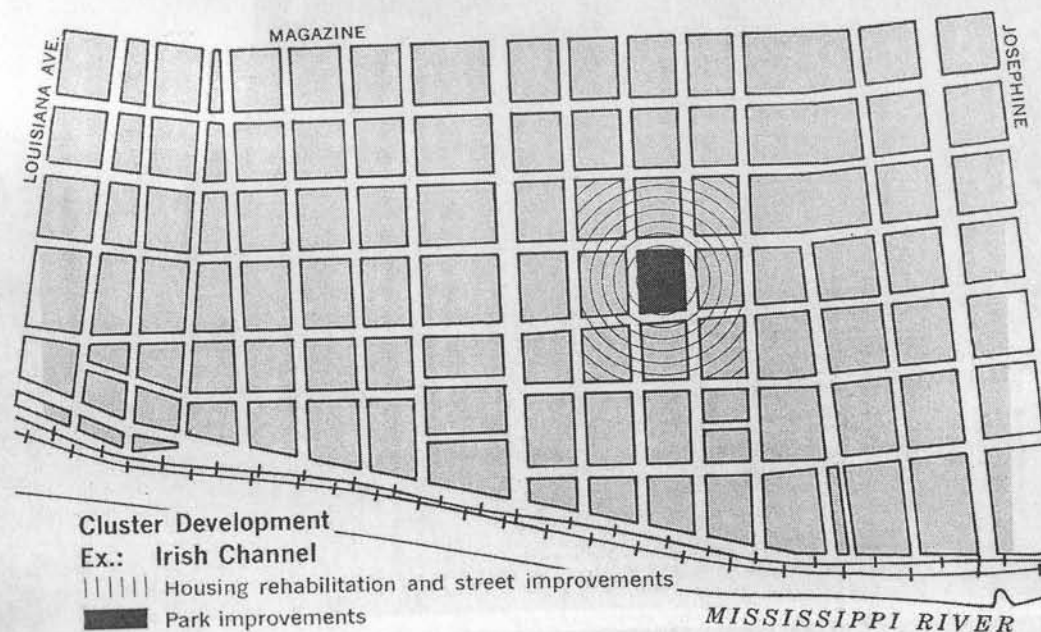 LOUISIANA AVE.
MAGAZINE
JOSEPHINE
Cluster Development
Ex.: Irish Channel
Housing rehabilitation and street improvements
Park improvements
MISSISSIPPI RIVER